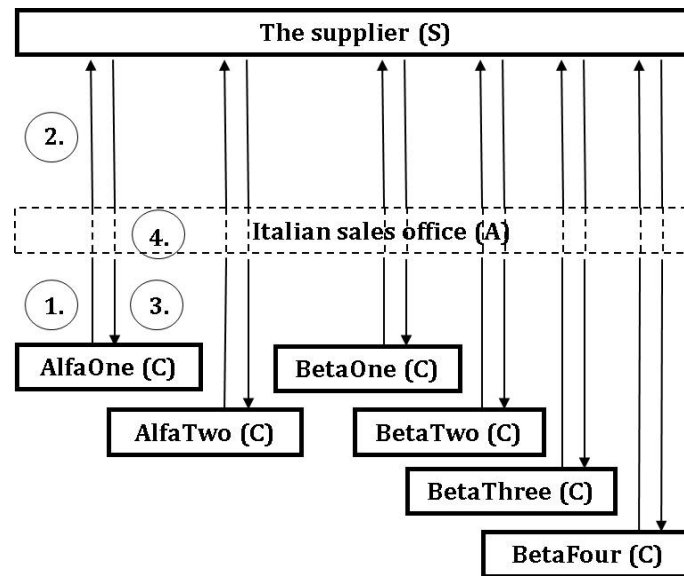 The supplier (S)
2.
4.
Italian sales office (A)
1.
3.
AlfaOne (C)
BetaOne (C)
AlfaTwo (C)
BetaTwo (C)
BetaThree (C)
BetaFour (C)